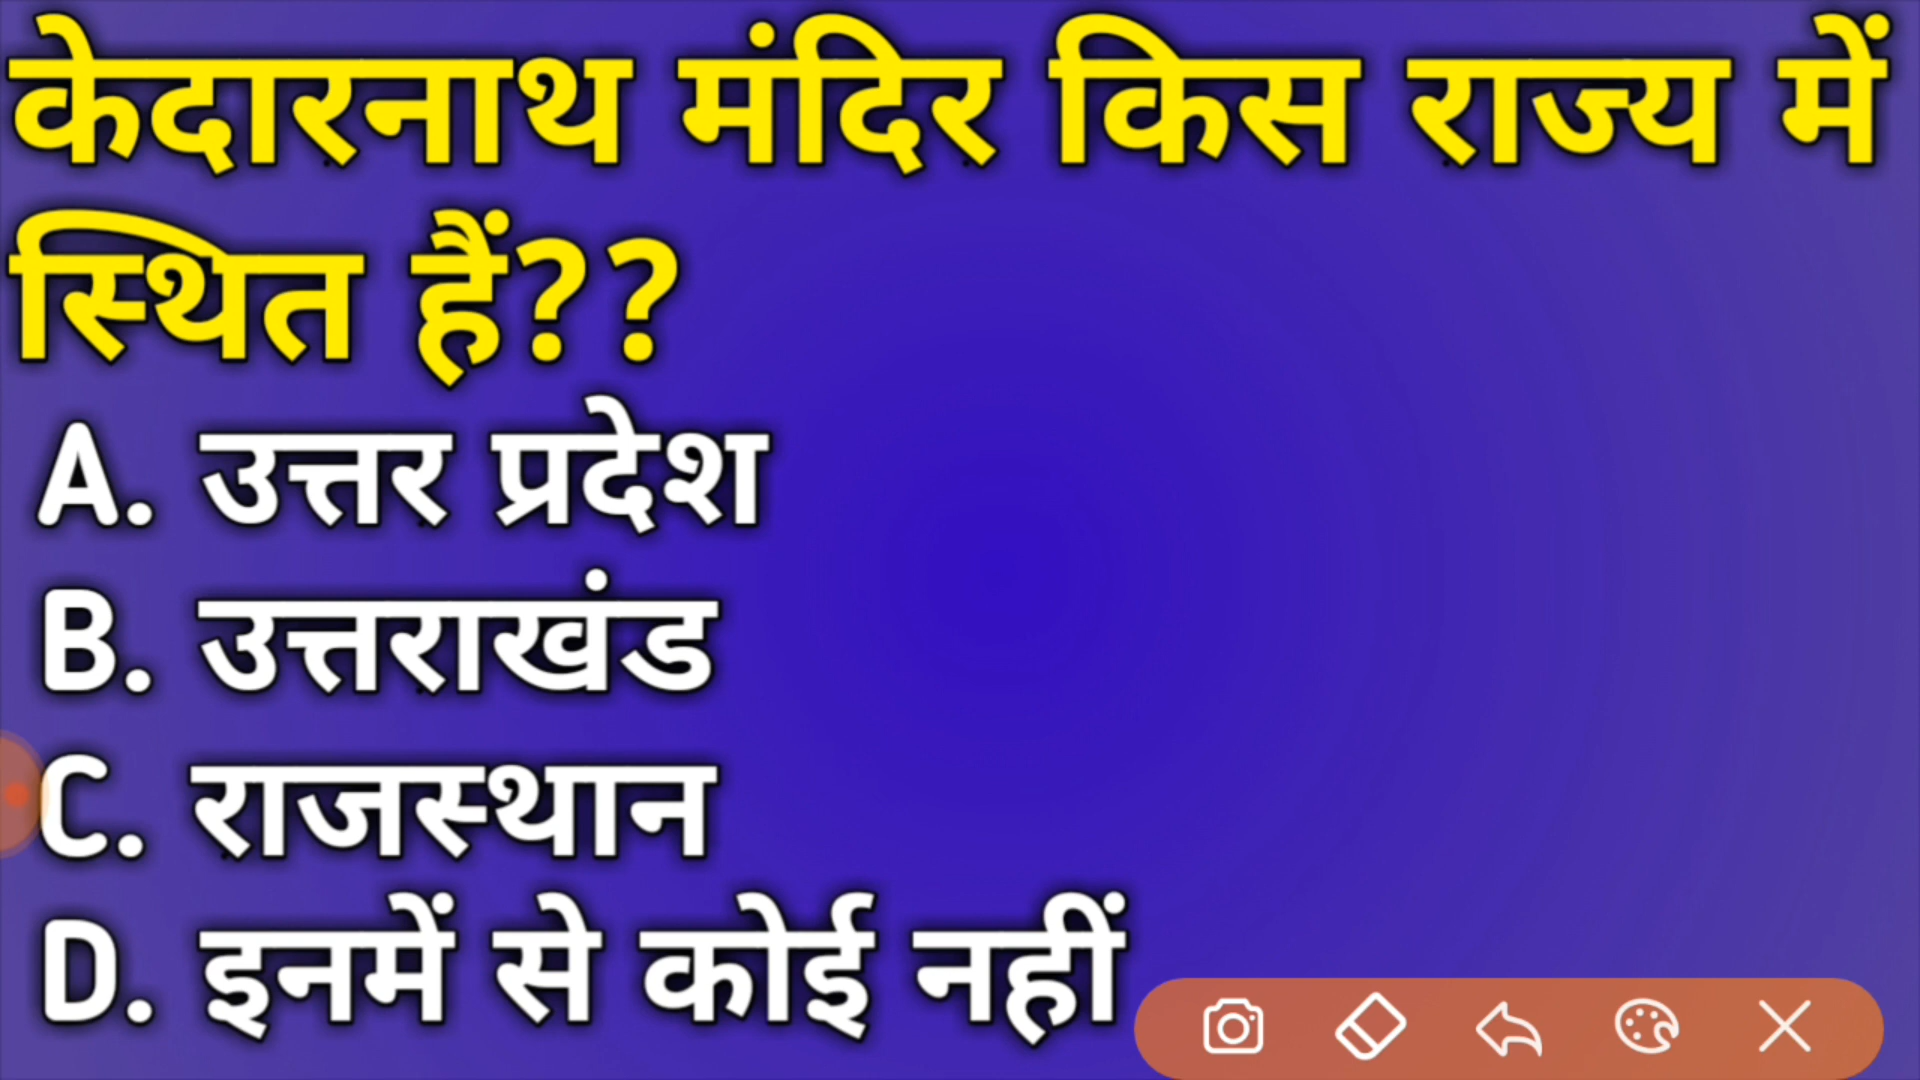 केदारनाथ मंदिर किस राज्य में
स्थित हैं??
A. उत्तर प्रदेश
B. उत्तराखंड
C. राजस्थान
D. इनमें से कोई नहीं